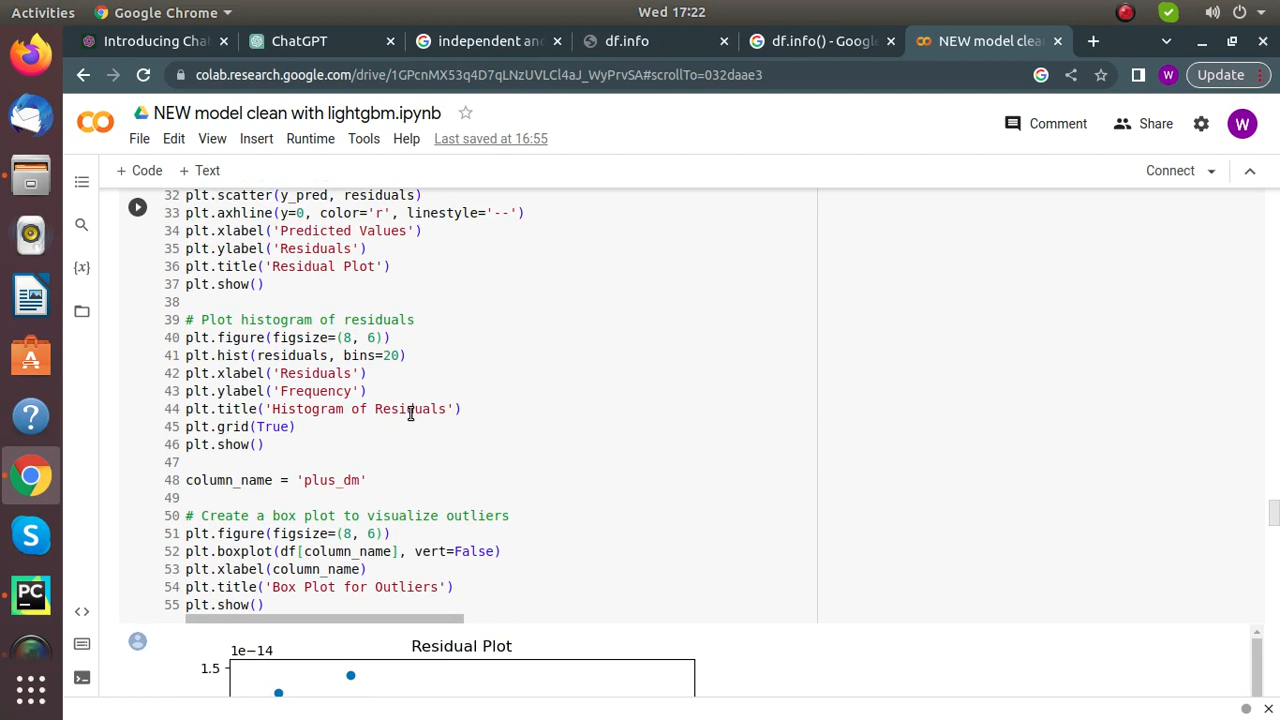 Activities
Google Chrome
Wed 17:22
Introducing Cha
ChatGPT
independent an
df.info
df.info() - Googl
NEW model clea
colab.research.google.com/drive/1GPcnMX53q4D7qLNzUVLCl4aJ_WyPrvSA#scrollTo=032daae3
W
Update
NEW model clean with lightgbm.ipynb
Comment
Share
W
File Edit View Insert Runtime Tools Help Last saved at 16:55
+ Code + Text
Connect
32 plt.scatter(y_pred, residuals)
33 plt.axhline(y=0, color='r', linestyle='--')
34 plt.xlabel('Predicted Values')
35 plt.ylabel('Residuals')
36 plt.title('Residual Plot')
37 plt.show()
38
39 # Plot histogram of residuals
40 plt.figure(figsize=(8, 6))
41 plt.hist(residuals, bins=20)
42 plt.xlabel('Residuals')
43 plt.ylabel('Frequency')
44 plt.title('Histogram of Residuals')
45 plt.grid(True)
46 plt.show()
47
48 column_name = 'plus_dm'
49
50 # Create a box plot to visualize outliers
51 plt.figure(figsize=(8, 6))
52 plt.boxplot(df[column_name], vert=False)
53 plt.xlabel(column_name)
54 plt.title('Box Plot for Outliers')
55 plt.show()
Residual Plot
1e−14
1.5